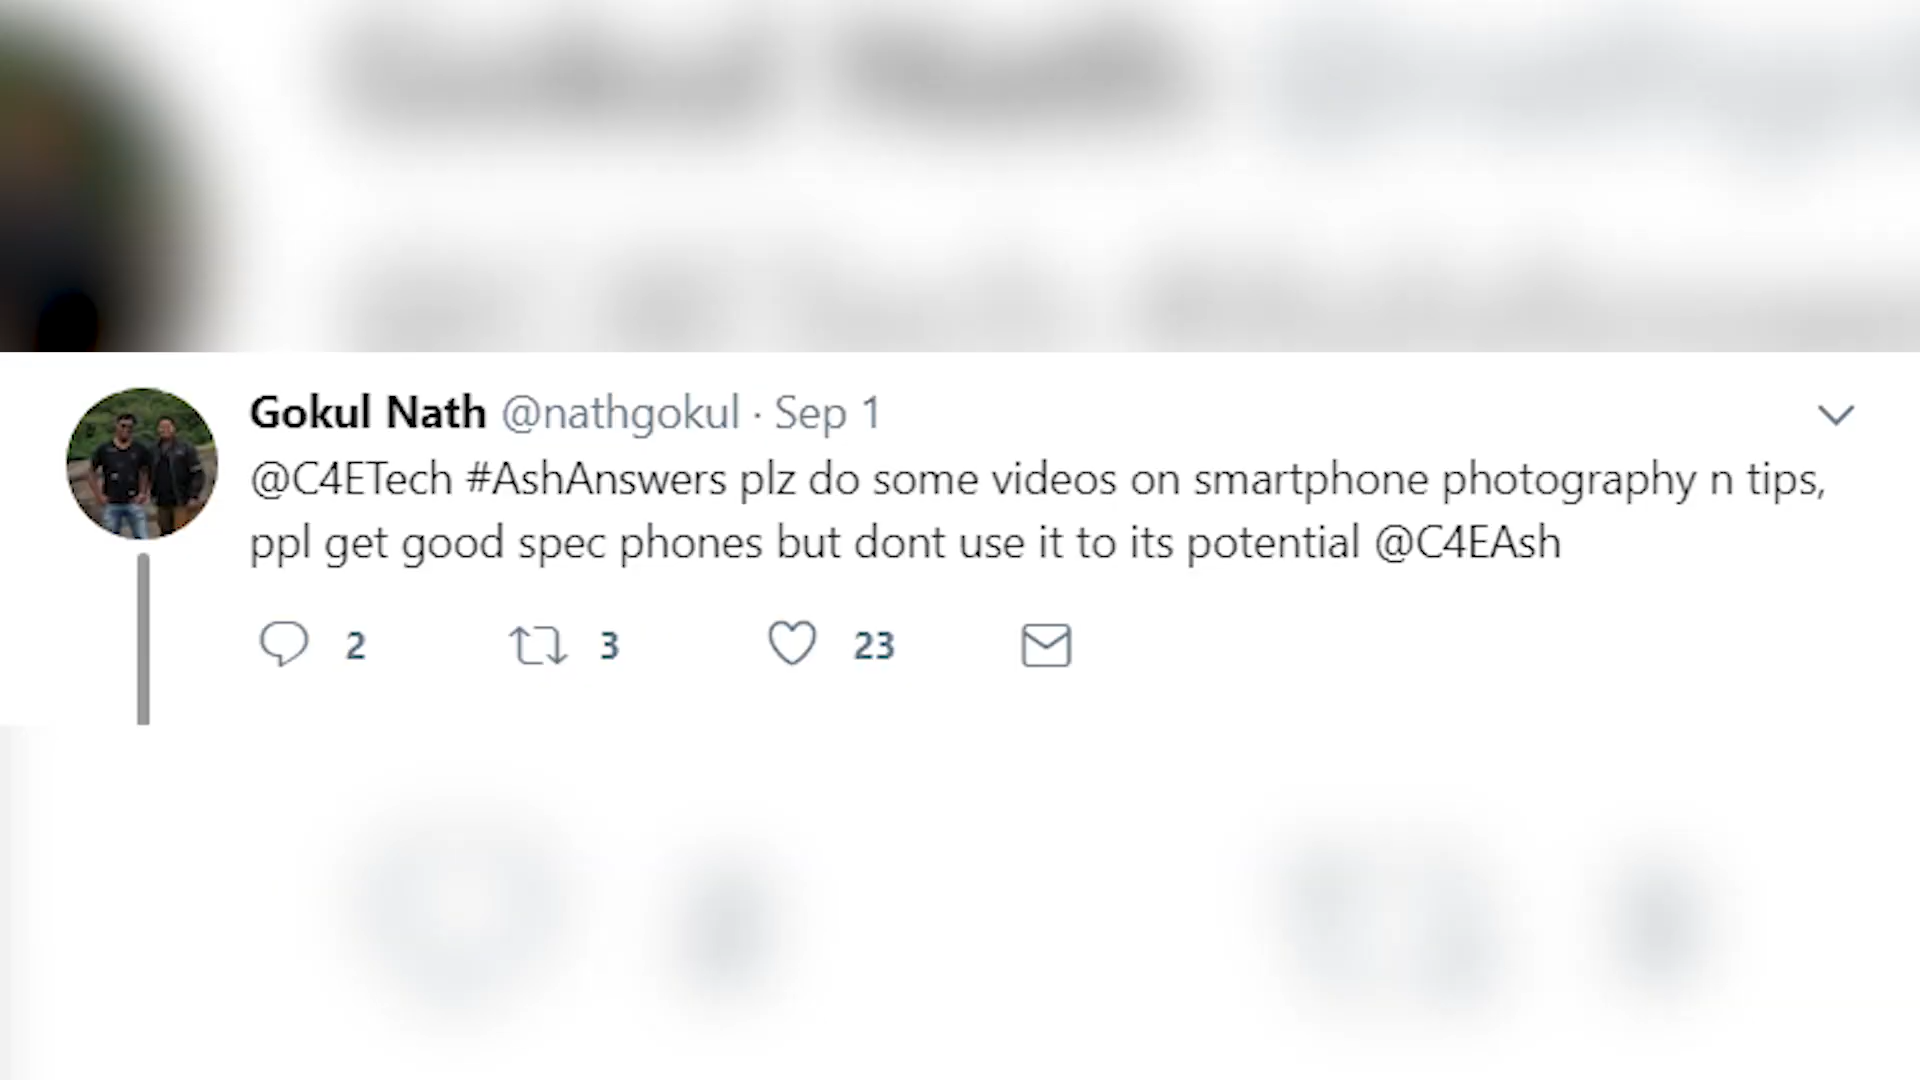 Gokul Nath @nathgokul · Sep 1
@C4ETech #AshAnswers plz do some videos on smartphone photography n tips,
ppl get good spec phones but dont use it to its potential @C4EAsh
2 3 23